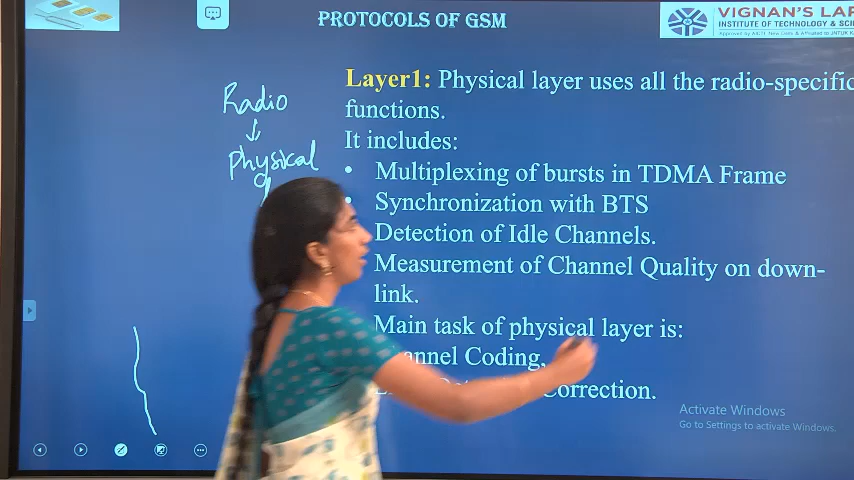 PROTOCOLS OF GSM
VIGNAN'S LAR
INSTITUTE OF TECHNOLOGY & SCI
Radio
physical
Layer1: Physical layer uses all the radio-specific
functions.
It includes:
• Multiplexing of bursts in TDMA Frame
• Synchronization with BTS
Detection of Idle Channels.
Measurement of Channel Quality on down-
link.
Main task of physical layer is:
Coding,
Correction.
Activate Windows
Go to Settings to activate Windows.